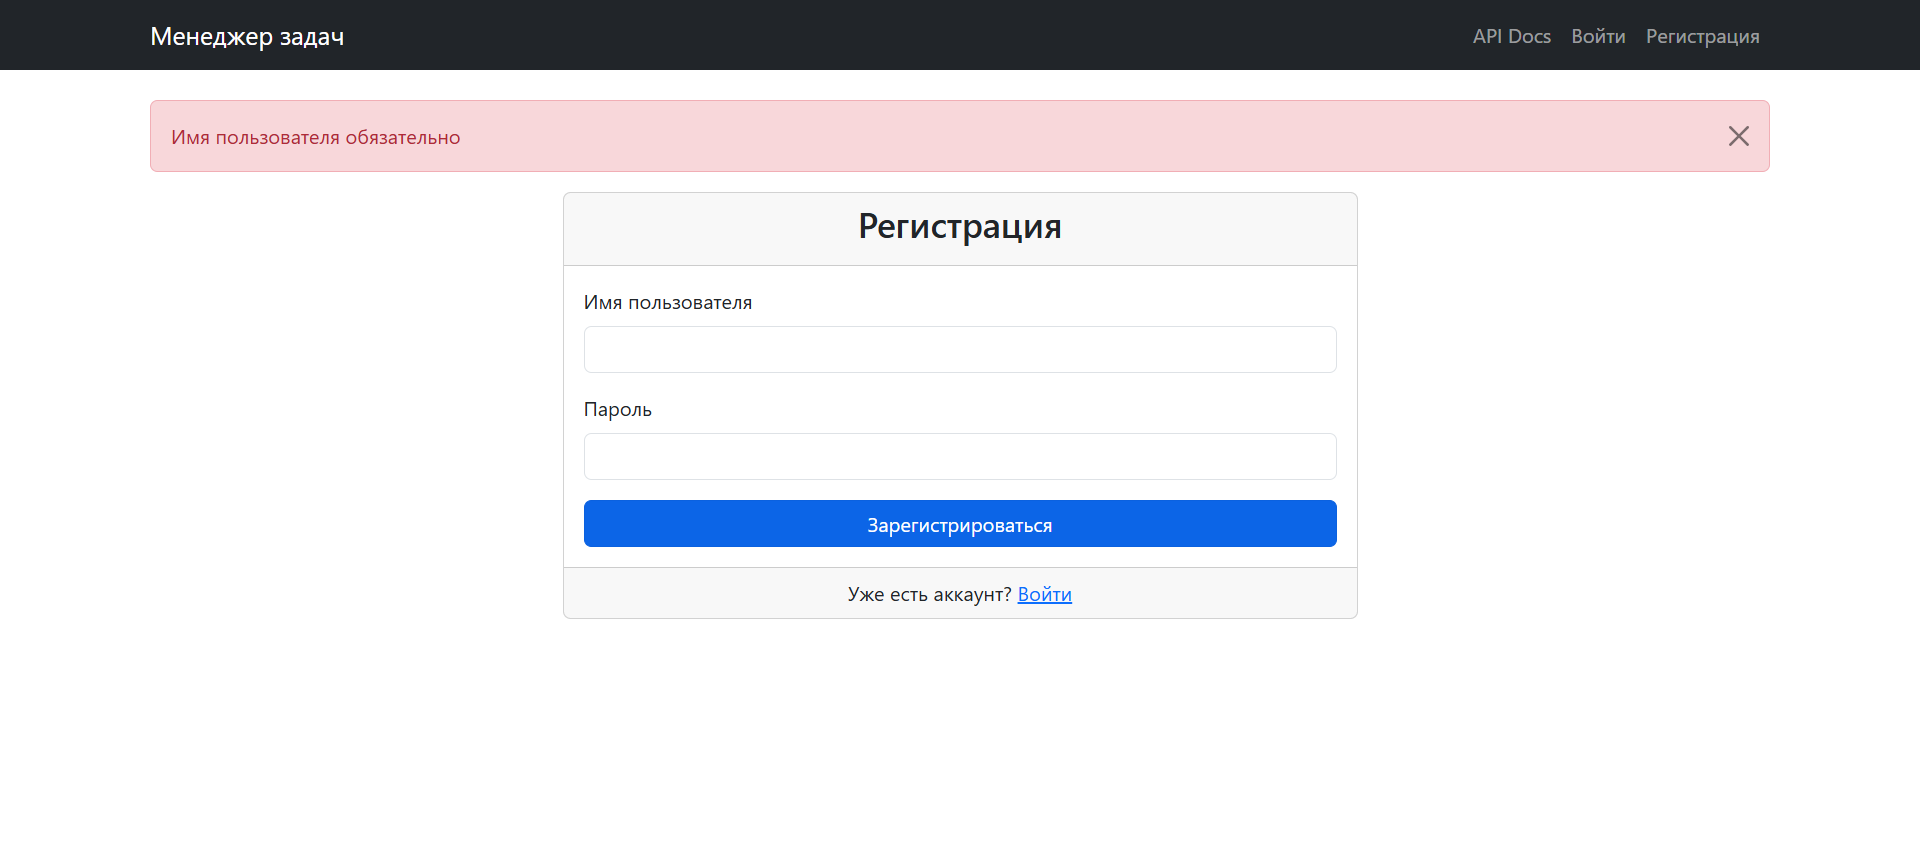 Менеджер задач
API Docs Войти Регистрация
Имя пользователя обязательно
Регистрация
Имя пользователя
Пароль
Зарегистрироваться
Уже есть аккаунт? Войти